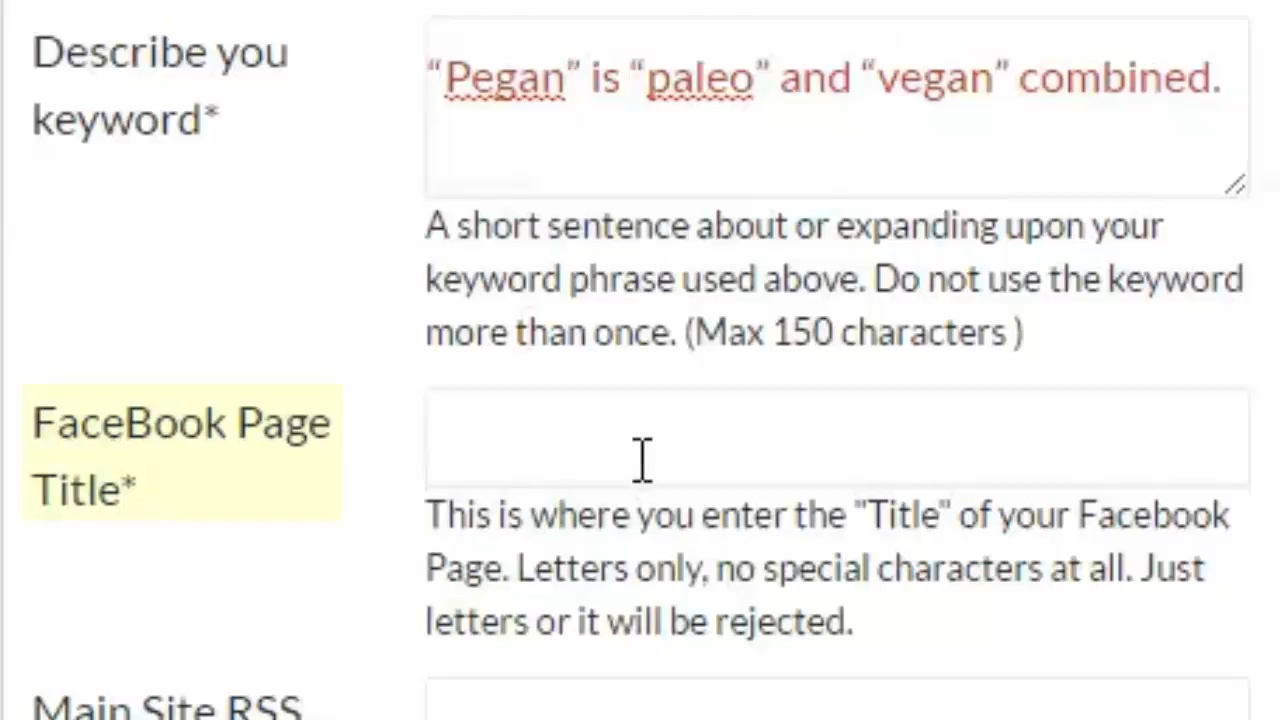 Describe you
keyword*
“Pegan” is “paleo” and “vegan” combined.
A short sentence about or expanding upon your
keyword phrase used above. Do not use the keyword
more than once. (Max 150 characters )
FaceBook Page
Title*
This is where you enter the "Title" of your Facebook
Page. Letters only, no special characters at all. Just
letters or it will be rejected.
Main Site RSS